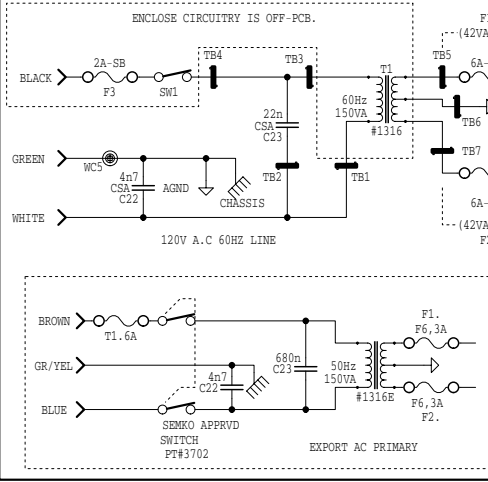 ENCLOSE CIRCUITRY IS OFF-PCB.
F
(42VA
2A-SB
TB4
TB3
T1
TB5
6A-
BLACK
F3
SW1
22n
CSA
C23
60Hz
150VA
#1316
TB6
GREEN
WC5
4n7
CSA
C22
AGND
CHASSIS
TB2
TB1
TB7
6A-
WHITE
120V A.C 60HZ LINE
(42VA
F
BROWN
T1.6A
F1.
F6,3A
GR/YEL
4n7
C22
680n
C23
50Hz
150VA
#1316E
BLUE
F6,3A
F2.
SEMKO APPRVD
SWITCH
PT#3702
EXPORT AC PRIMARY